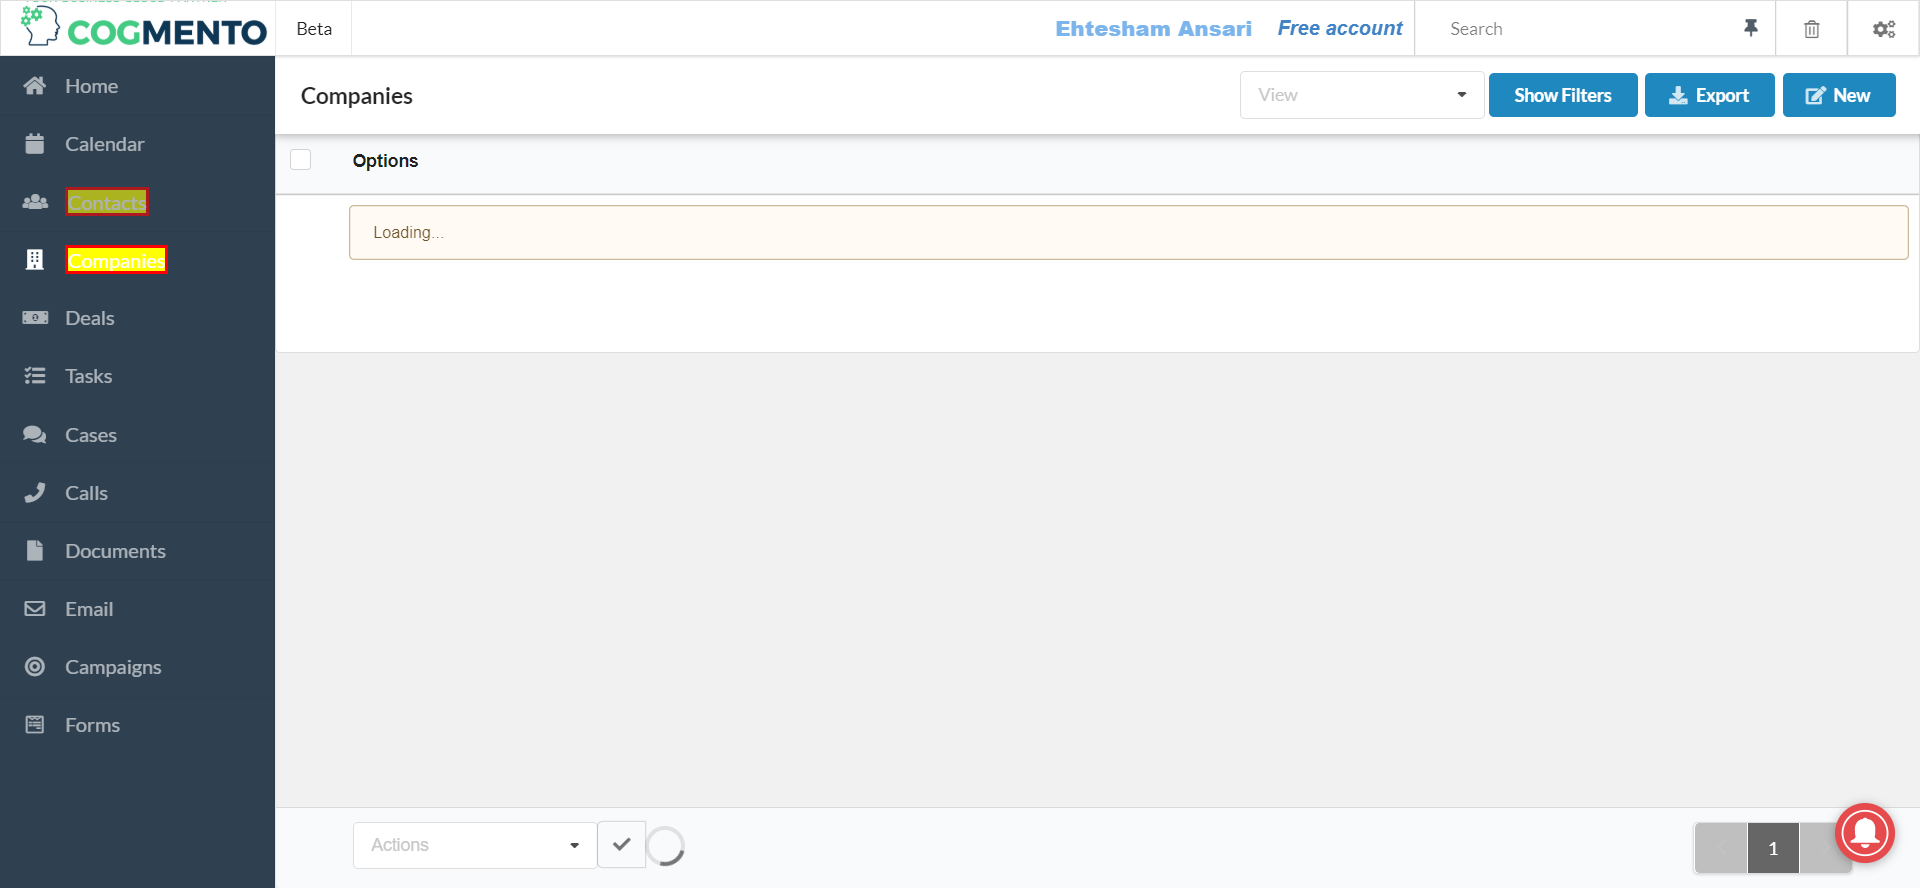 COGMENTO
Beta
Ehtesham Ansari
Free account
Search
Home
Calendar
Contacts
Companies
Deals
Tasks
Cases
Calls
Documents
Email
Campaigns
Forms
Companies
View
Show Filters
Export
New
Options
Loading...
Actions
1